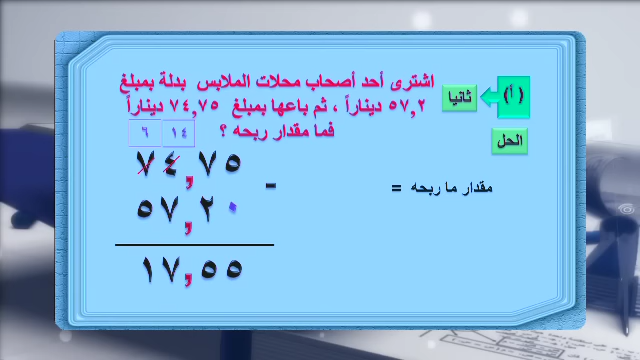 (أ)
ثانيا
اشترى أحد أصحاب محلات الملابس بدلة بمبلغ
٥٧,٢ ديناراً ، ثم باعها بمبلغ ٧٤,٧٥ ديناراً
فما مقدار ربحه ؟
الحل
مقدار ما ربحه =
٦ ١٤
٧٤,٧٥
-
٥٧,٢٠
١٧,٥٥